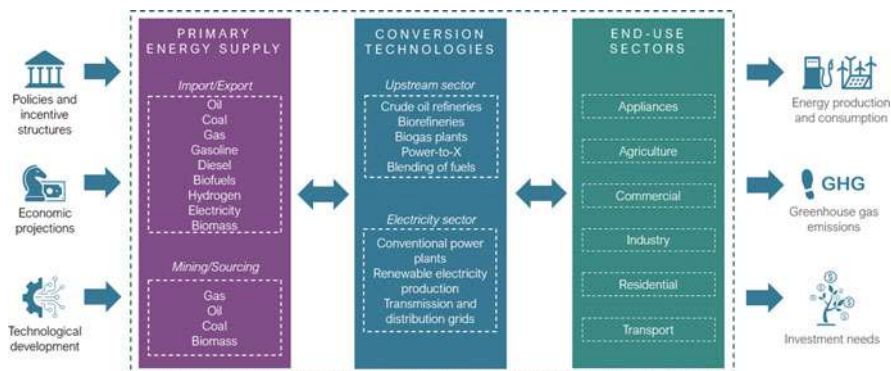 Policies and
incentive
structures
Economic
projections
Technological
development
PRIMARY
ENERGY SUPPLY
Import/Export
Oil
Coal
Gas
Gasoline
Diesel
Biofuels
Hydrogen
Electricity
Biomass
Mining/Sourcing
Gas
Oil
Coal
Biomass
CONVERSION
TECHNOLOGIES
Upstream sector
Crude oil refineries
Biorefineries
Biogas plants
Power-to-X
Blending of fuels
Electricity sector
Conventional power
plants
Renewable electricity
production
Transmission and
distribution grids
END-USE
SECTORS
Appliances
Agriculture
Commercial
Industry
Residential
Transport
Energy production
and consumption
GHG
Greenhouse gas
emissions
Investment needs